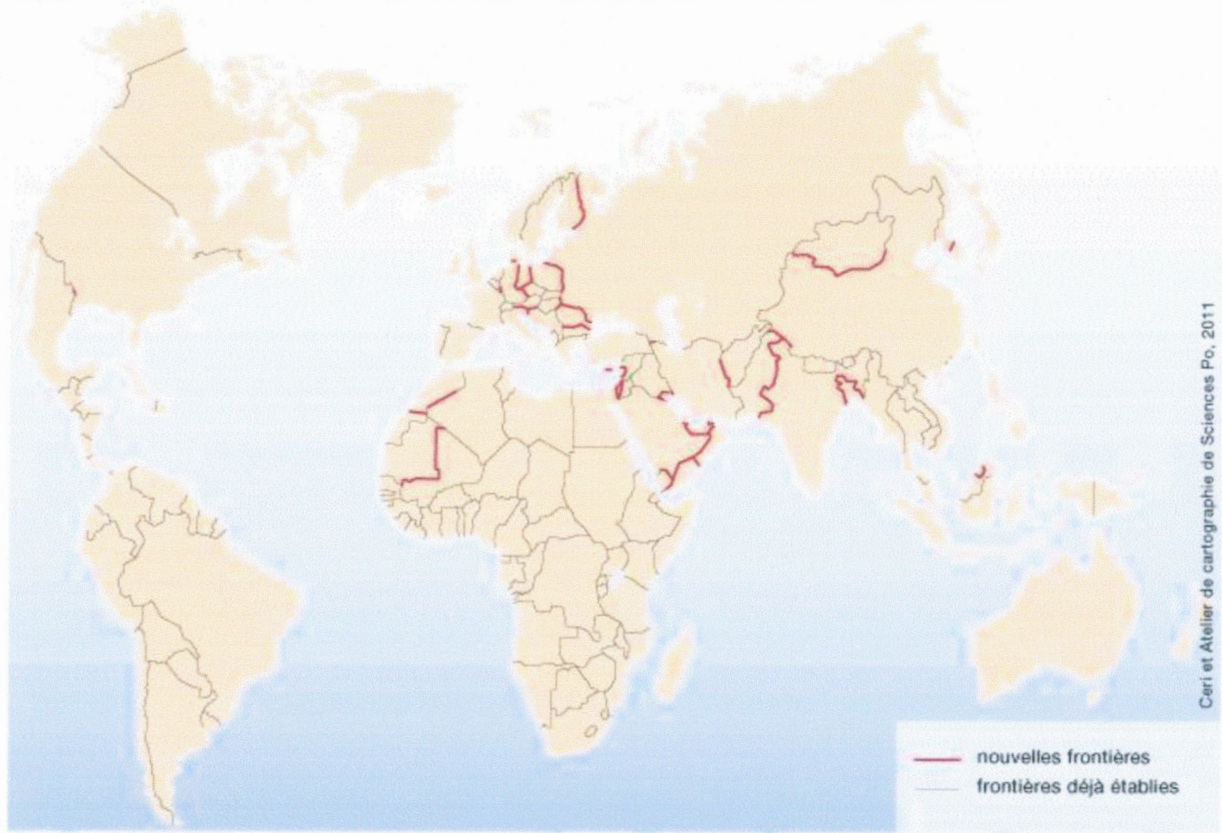 Ceri et Atelier de cartographie de Sciences Po, 2011
nouvelles frontières
frontières déjà établies